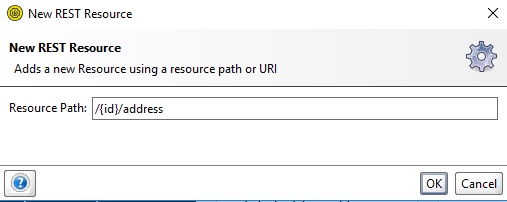 New REST Resource
New REST Resource
Adds a new Resource using a resource path or URI
Resource Path: /{id}/address
? OK Cancel